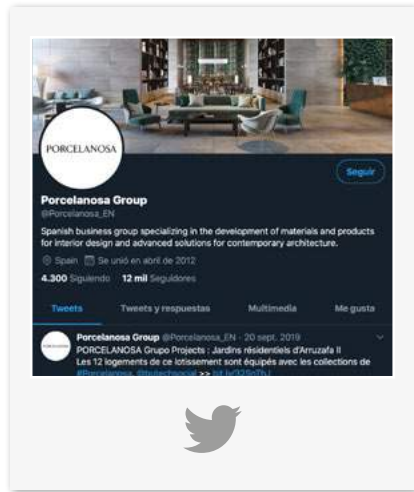 PORCELANOSA
Seguir
Porcelanosa Group
@Porcelanosa_EN
Spanish business group specializing in the development of materials and products
for interior design and advanced solutions for contemporary architecture.
Spain Se unió en abril de 2012
4.300 Siguiendo 12 mil Seguidores
Tweets Tweets y respuestas Multimedia Me gusta
Porcelanosa Group @Porcelanosa_EN · 20 sept. 2019
PORCELANOSA Grupo Projects : Jardins résidentiels d'Arruzafa II
Les 12 logements de ce lotissement sont équipés avec les collections de
#Porcelanosa, @butechsocial >>